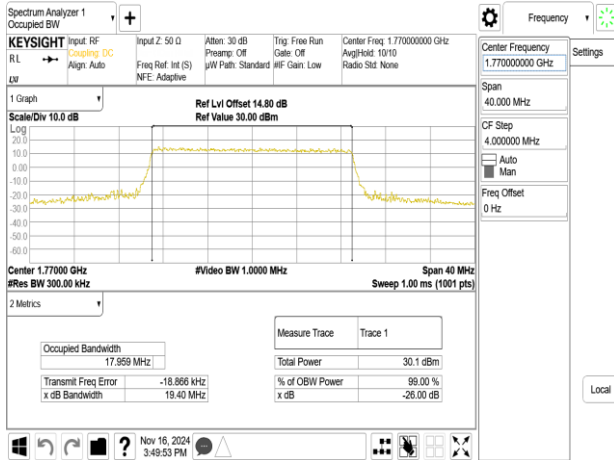 Spectrum Analyzer 1
Occupied BW
Frequency
KEYSIGHT
RL
LXI
Input: RF
Coupling: DC
Align: Auto
Input Z: 50 Ω
Freq Ref: Int (S)
NFE: Adaptive
Atten: 30 dB
Preamp: Off
µW Path: Standard
Trig: Free Run
Gate: Off
#IF Gain: Low
Center Freq: 1.770000000 GHz
Avg|Hold: 10/10
Radio Std: None
Center Frequency
1.770000000 GHz
Settings
Span
40.000 MHz
CF Step
4.000000 MHz
Auto
Man
Freq Offset
0 Hz
Local
1 Graph
Scale/Div 10.0 dB
Ref Lvl Offset 14.80 dB
Ref Value 30.00 dBm
Log
20.0
10.0
0.00
-10.0
-20.0
-30.0
-40.0
-50.0
-60.0
Center 1.77000 GHz
#Video BW 1.0000 MHz
Span 40 MHz
#Res BW 300.00 kHz
Sweep 1.00 ms (1001 pts)
2 Metrics
Measure Trace Trace 1
Occupied Bandwidth
17.959 MHz
Total Power 30.1 dBm
Transmit Freq Error -18.866 kHz
% of OBW Power 99.00 %
x dB Bandwidth 19.40 MHz
x dB -26.00 dB
?
Nov 16, 2024
3:49:53 PM